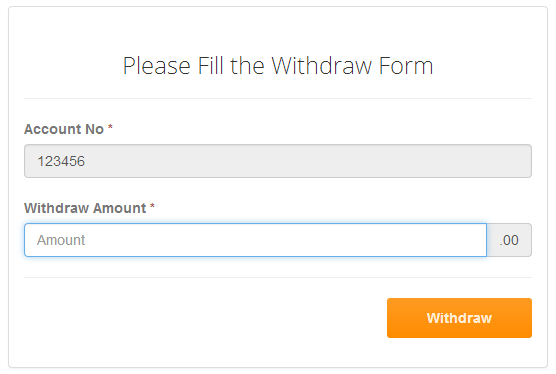 Please Fill the Withdraw Form
Account No *
123456
Withdraw Amount *
Amount .00
Withdraw